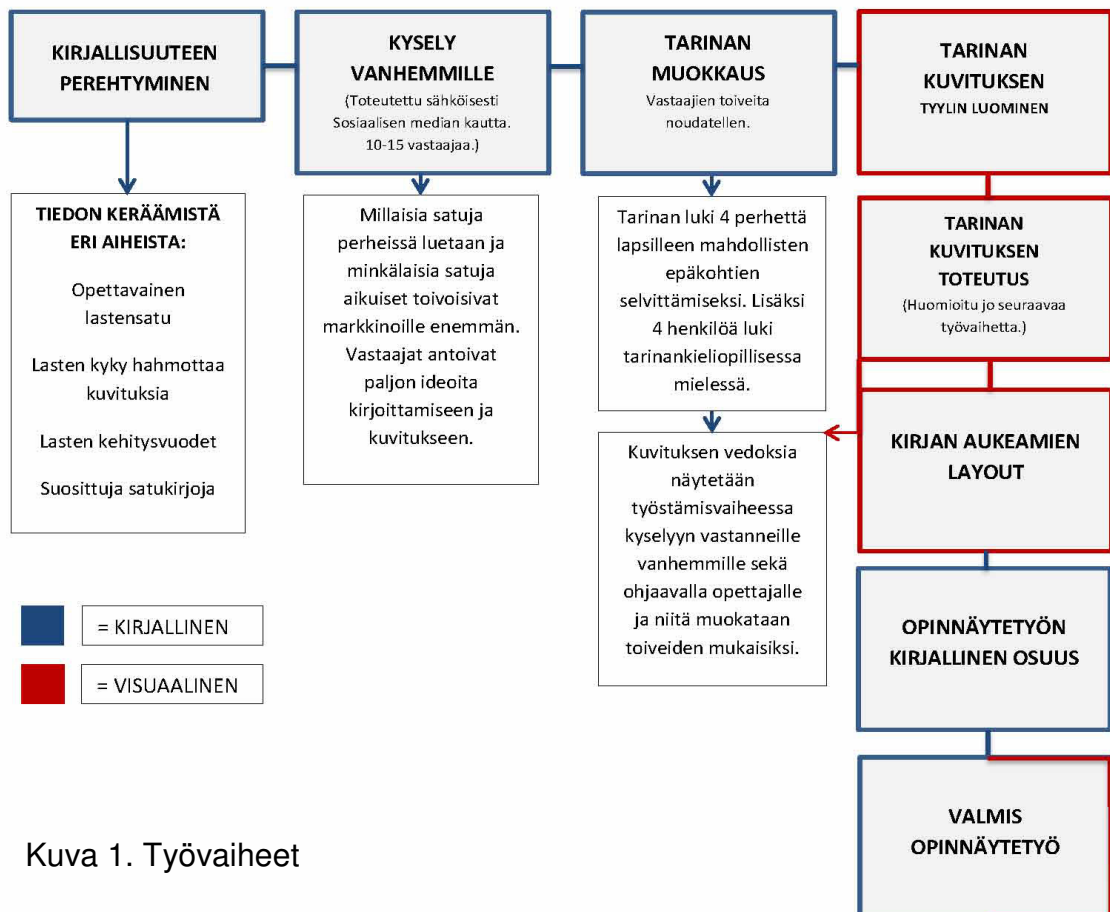 KIRJALLISUUTEEN
PEREHTYMINEN
TIEDON KERÄÄMISTÄ
ERI AIHEISTA:
Opettavainen
lastensatu
Lasten kyky hahmottaa
kuvituksia
Lasten kehitysvuodet
Suosittuja satukirjoja
KYSELY
VANHEMMILLE
(Toteutettu sähköisesti
Sosiaalisen median kautta.
10-15 vastaajaa.)
Millaisia satuja
perheissä luetaan ja
minkälaisia satuja
aikuiset toivoisivat
markkinoille enemmän.
Vastaajat antoivat
paljon ideoita
kirjoittamiseen ja
kuvitukseen.
TARINAN
MUOKKAUS
Vastaajien toiveita
noudatellen.
Tarinan luki 4 perhettä
lapsilleen mahdollisten
epäkohtien
selvittämiseksi. Lisäksi
4 henkilöä luki
tarinankieliopillisessa
mielessä.
Kuvituksen vedoksia
näytetään
työstämisvaiheessa
kyselyyn vastanneille
vanhemmille sekä
ohjaavalla opettajalle
ja niitä muokataan
toiveiden mukaisiksi.
TARINAN
KUVITUKSEN
TYYLIN LUOMINEN
TARINAN
KUVITUKSEN
TOTEUTUS
(Huomioitu jo seuraavaa
työvaihetta.)
KIRJAN AUKEAMIEN
LAYOUT
OPINNÄYTETYÖN
KIRJALLINEN OSUUS
VALMIS
OPINNÄYTETYÖ
= KIRJALLINEN
= VISUAALINEN
Kuva 1. Työvaiheet